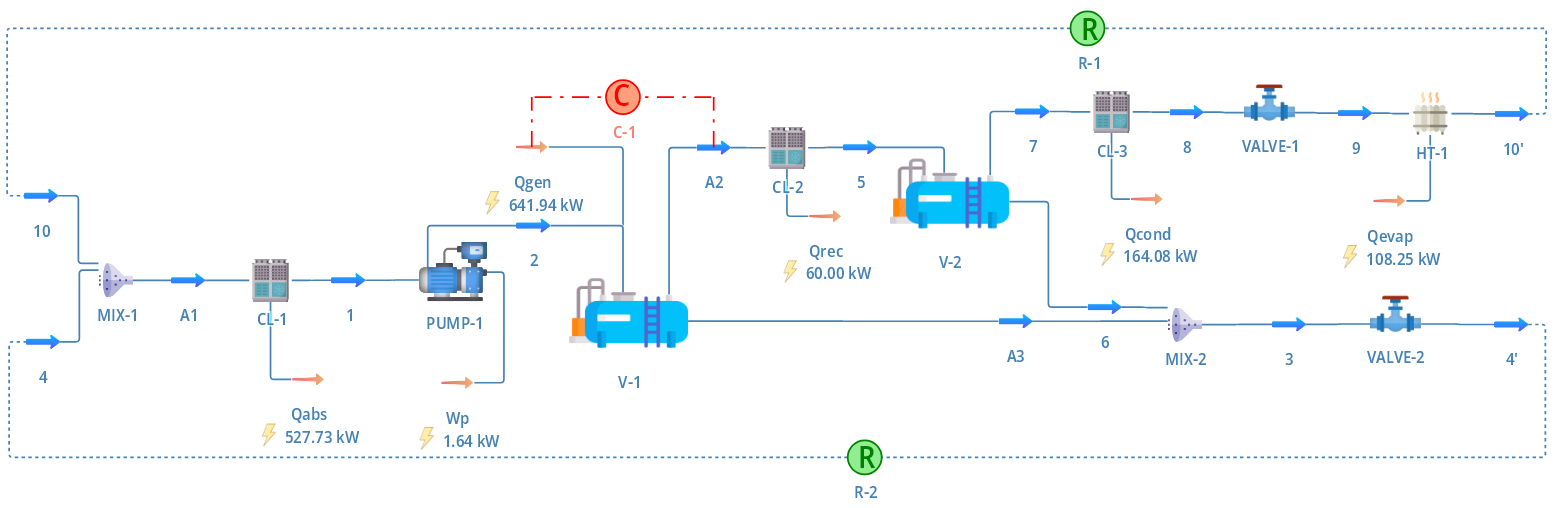 R
R-1
C
C-1
7
CL-3
8
VALVE-1
9
HT-1
10'
A2
CL-2
5
Qgen
641.94 kW
10
2
Qrec
60.00 kW
V-2
Qcond
164.08 kW
Qevap
108.25 kW
MIX-1
A1
CL-1
1
PUMP-1
4
V-1
A3
6
MIX-2
3
VALVE-2
4'
Qabs
527.73 kW
Wp
1.64 kW
R
R-2